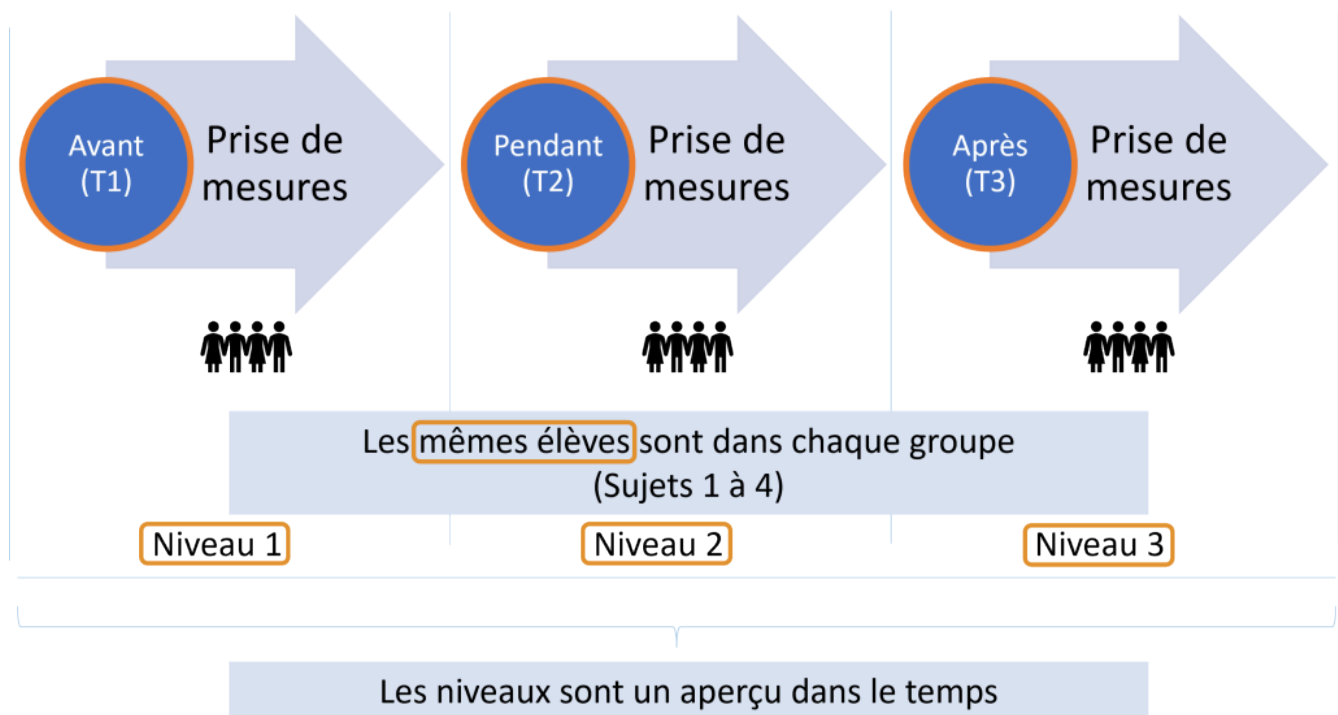 Avant
(T1)
Prise de
mesures
Pendant
(T2)
Prise de
mesures
Après
(T3)
Prise de
mesures
Les mêmes élèves sont dans chaque groupe
(Sujets 1 à 4)
Niveau 1
Niveau 2
Niveau 3
Les niveaux sont un aperçu dans le temps